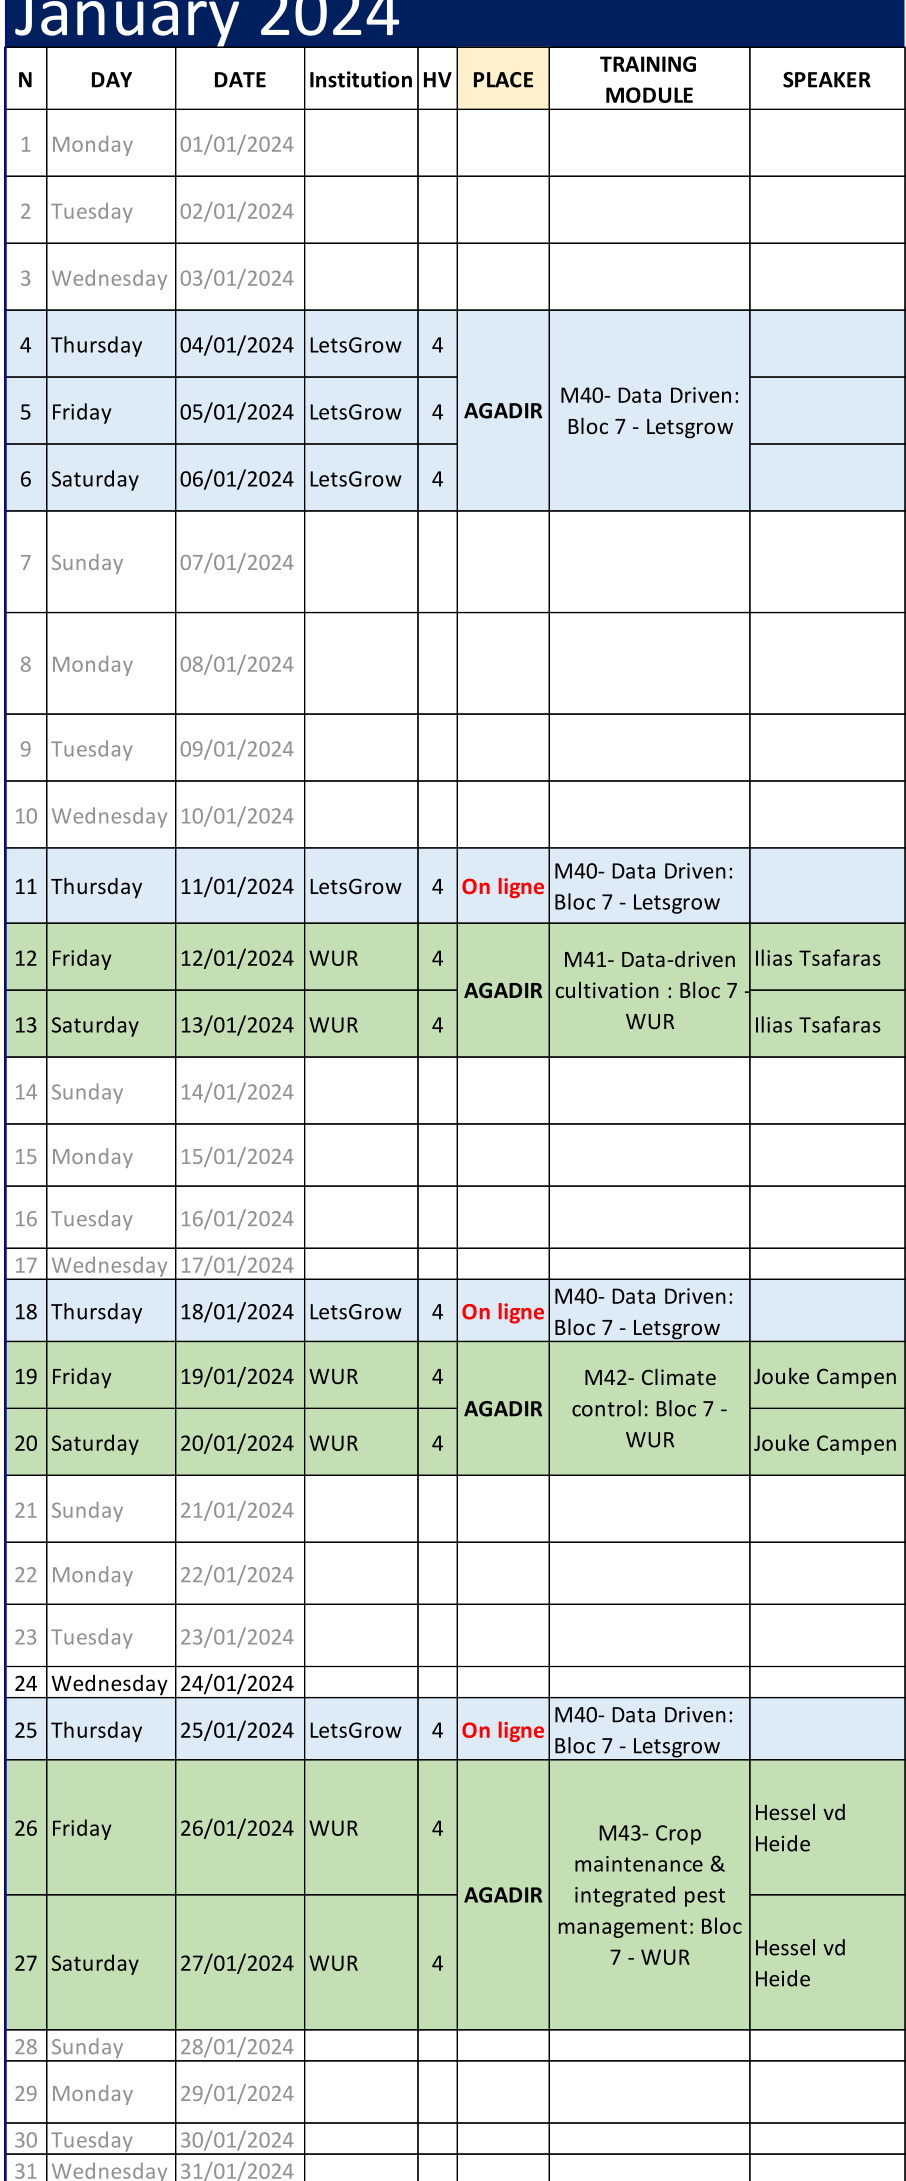 January 2024
N DAY DATE Institution HV PLACE TRAINING MODULE SPEAKER
1 Monday 01/01/2024
2 Tuesday 02/01/2024
3 Wednesday 03/01/2024
4 Thursday 04/01/2024 LetsGrow 4
5 Friday 05/01/2024 LetsGrow 4 AGADIR M40- Data Driven: Bloc 7 - Letsgrow
6 Saturday 06/01/2024 LetsGrow 4
7 Sunday 07/01/2024
8 Monday 08/01/2024
9 Tuesday 09/01/2024
10 Wednesday 10/01/2024
11 Thursday 11/01/2024 LetsGrow 4 On ligne M40- Data Driven: Bloc 7 - Letsgrow
12 Friday 12/01/2024 WUR 4 AGADIR M41- Data-driven cultivation : Bloc 7 - WUR Ilias Tsafaras
13 Saturday 13/01/2024 WUR 4 Ilias Tsafaras
14 Sunday 14/01/2024
15 Monday 15/01/2024
16 Tuesday 16/01/2024
17 Wednesday 17/01/2024
18 Thursday 18/01/2024 LetsGrow 4 On ligne M40- Data Driven: Bloc 7 - Letsgrow
19 Friday 19/01/2024 WUR 4 AGADIR M42- Climate control: Bloc 7 - WUR Jouke Campen
20 Saturday 20/01/2024 WUR 4 Jouke Campen
21 Sunday 21/01/2024
22 Monday 22/01/2024
23 Tuesday 23/01/2024
24 Wednesday 24/01/2024
25 Thursday 25/01/2024 LetsGrow 4 On ligne M40- Data Driven: Bloc 7 - Letsgrow
26 Friday 26/01/2024 WUR 4 AGADIR M43- Crop maintenance & integrated pest management: Bloc 7 - WUR Hessel vd Heide
27 Saturday 27/01/2024 WUR 4 Hessel vd Heide
28 Sunday 28/01/2024
29 Monday 29/01/2024
30 Tuesday 30/01/2024
31 Wednesday 31/01/2024